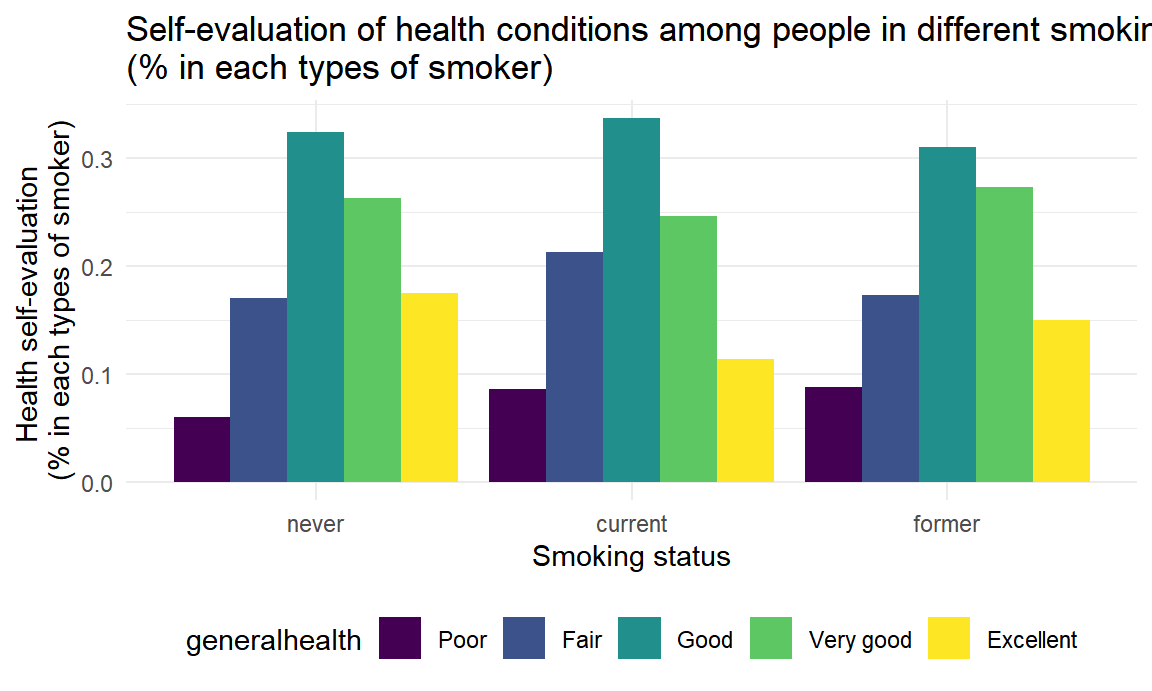 Self-evaluation of health conditions among people in different
(% in each types of smoker)
Health self-evaluation
(% in each types of smoker)
0.3
0.2
0.1
0.0
never current former
Smoking status
generalhealth Poor Fair Good Very good Excellent